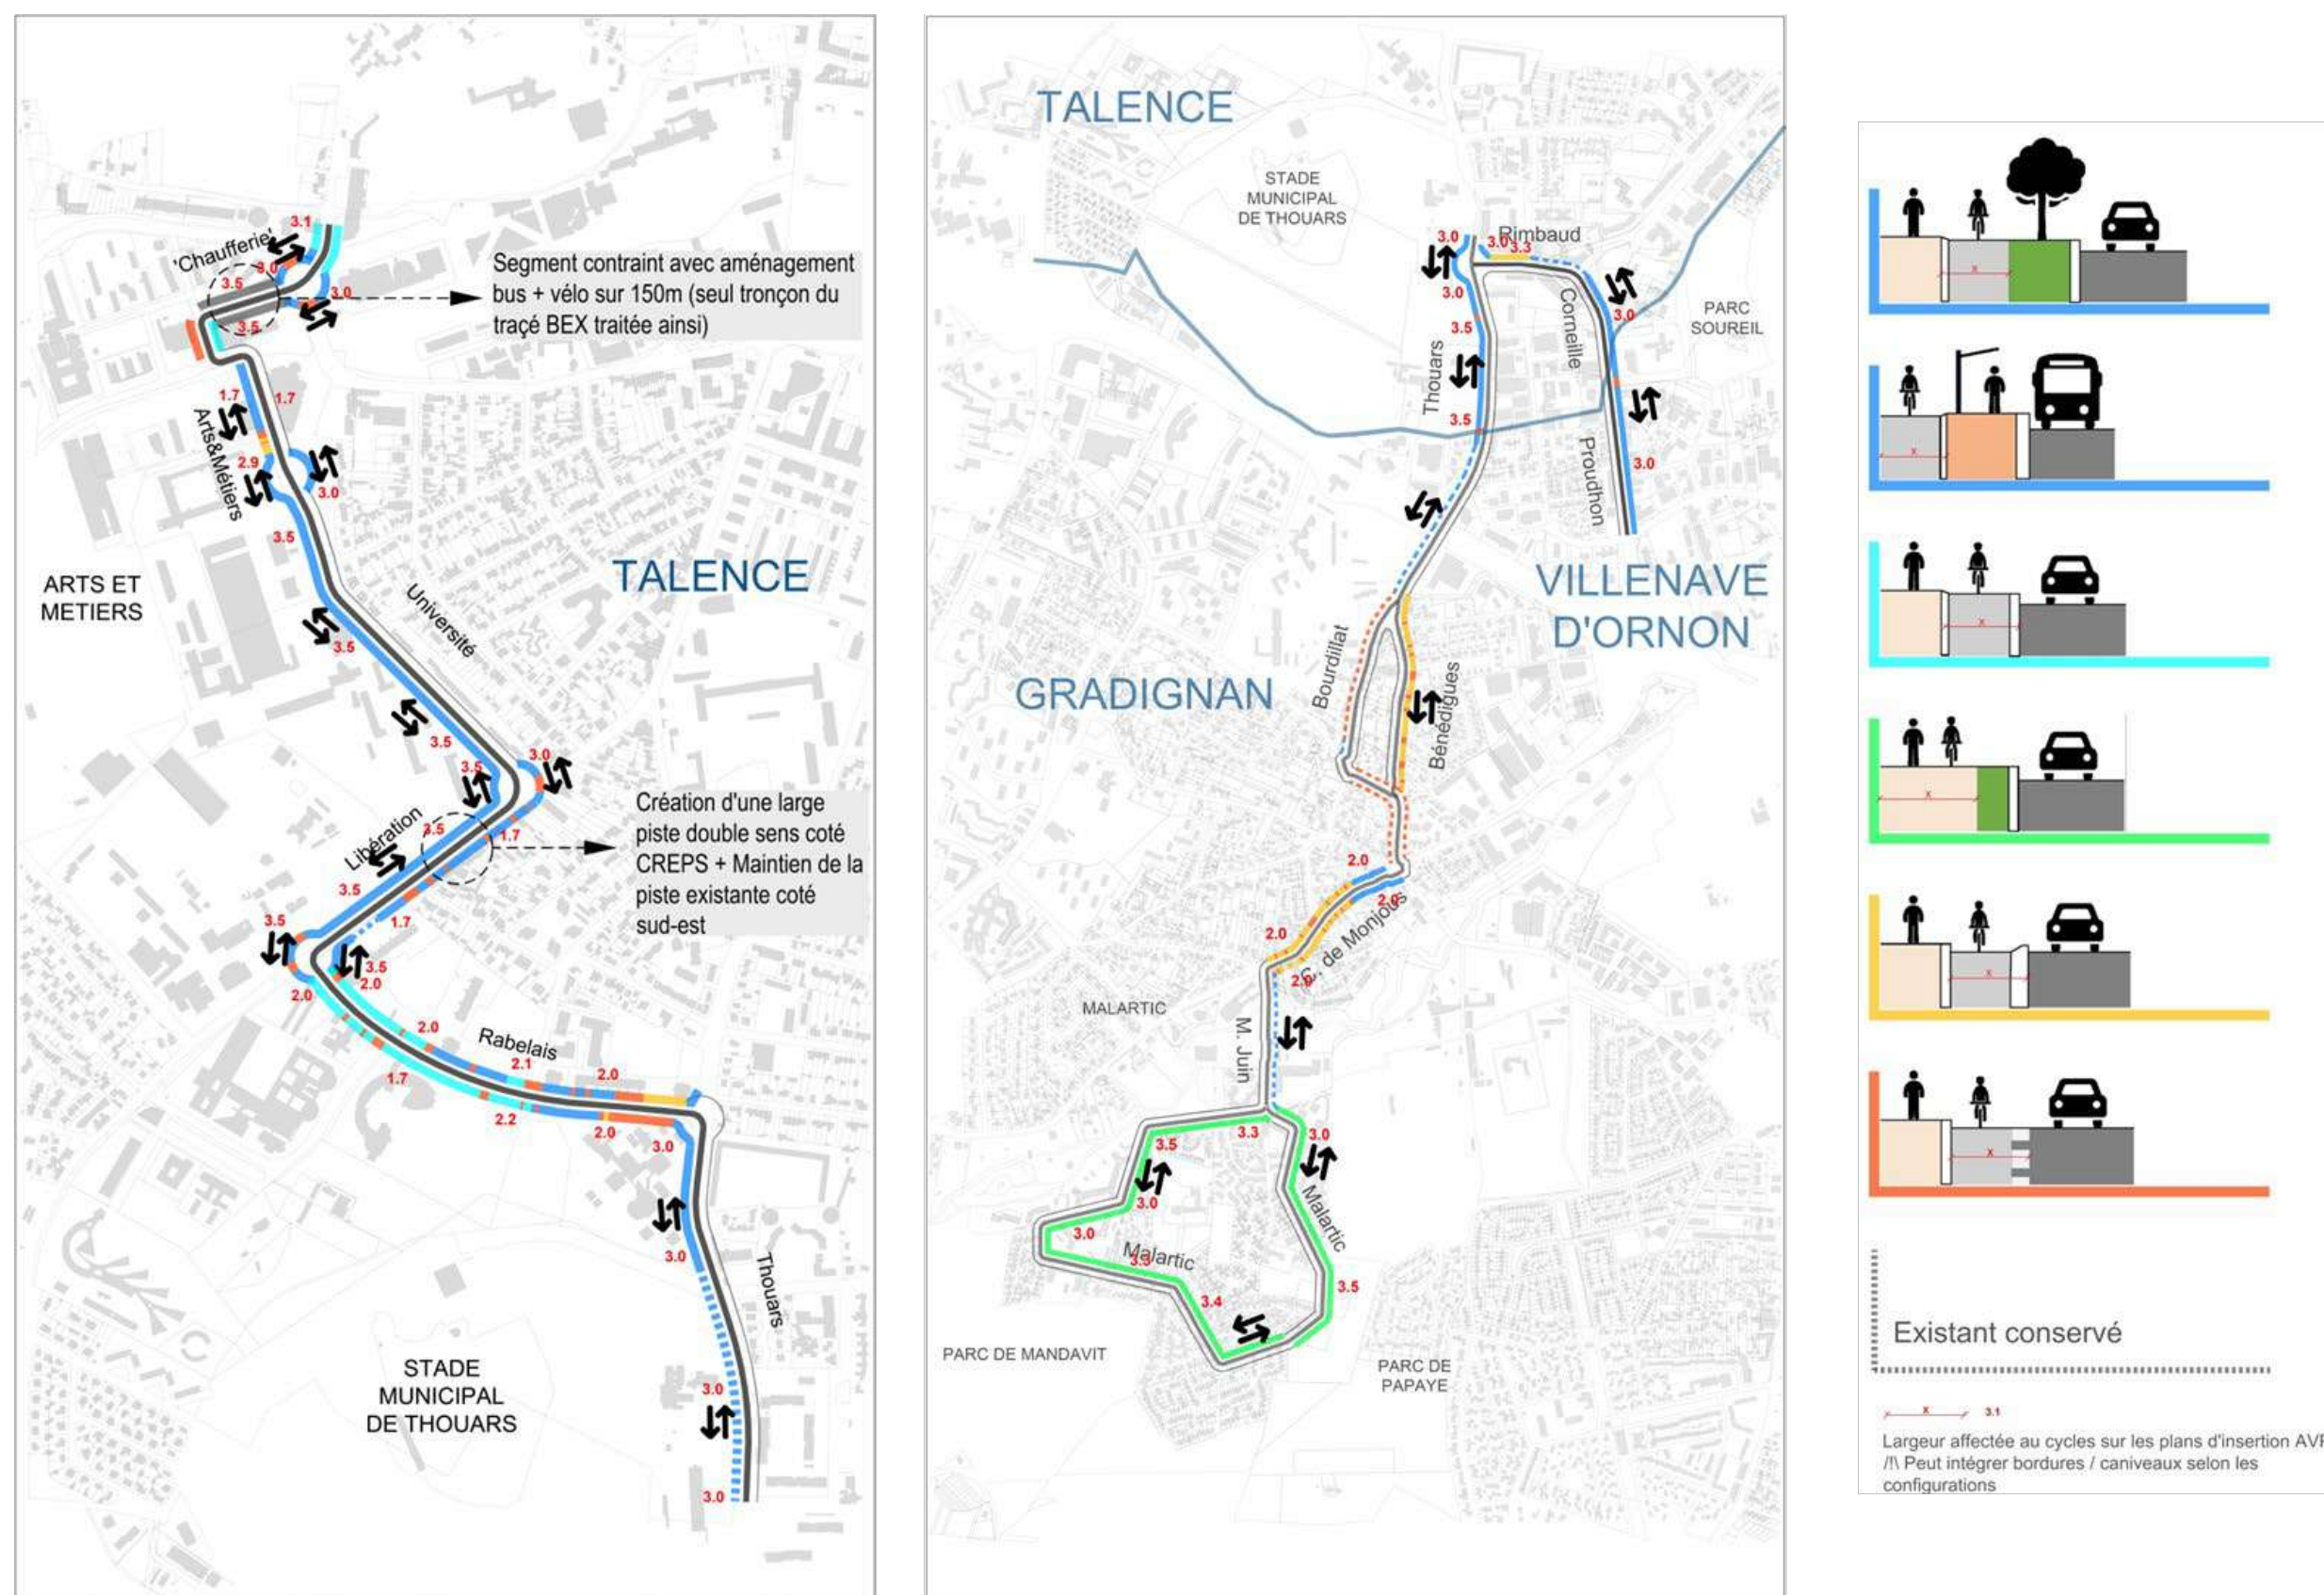 3.1
'Chaufferie'
3.0
3.5
3.0
3.5
Segment contraint avec aménagement
bus + vélo sur 150m (seul tronçon du
traçé BEX traitée ainsi)
1.7
1.7
Arts&Métiers
2.9
3.0
3.5
ARTS ET
METIERS
Université
TALENCE
3.5
3.5
3.5
3.0
Libération
3.5
1.7
Création d'une large
piste double sens coté
CREPS + Maintien de la
piste existante coté
sud-est
3.5
3.5
1.7
3.5
2.0
2.0
2.0
Rabelais
2.1
2.0
1.7
2.2
2.0
3.0
3.0
Thouars
STADE
MUNICIPAL
DE THOUARS
3.0
3.0
TALENCE
STADE
MUNICIPAL
DE THOUARS
3.0
3.0
3.3
Rimbaud
3.0
3.0
PARC
SOUREIL
3.5
Thouars
Corneille
3.5
Proudhon
3.0
VILLENAVE
D'ORNON
Bourdillat
GRADIGNAN
Bénédigues
2.0
2.0
2.0
C. de Monjous
2.0
MALARTIC
M. Juin
3.3
3.0
3.5
3.0
Malartic
3.0
Malartic
3.3
3.5
3.4
PARC DE MANDAVIT
PARC DE
PAPAYE
x
x
x
x
x
x
Existant conservé
x 3.1
Largeur affectée au cycles sur les plans d'insertion AVP
/!\ Peut intégrer bordures / caniveaux selon les
configurations